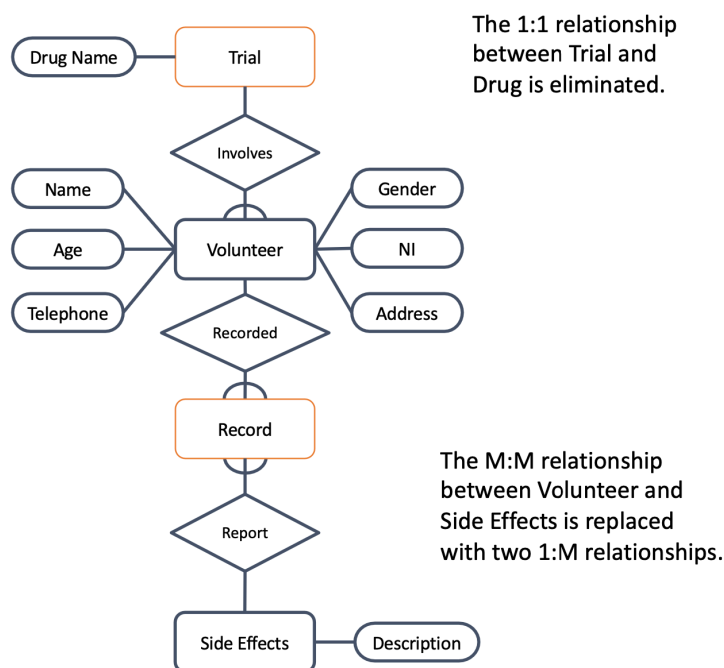 The 1:1 relationship
between Trial and
Drug is eliminated.
Drug Name
Trial
Involves
Name
Gender
Age
Volunteer
NI
Telephone
Address
Recorded
Record
The M:M relationship
between Volunteer and
Side Effects is replaced
with two 1:M relationships.
Report
Side Effects
Description